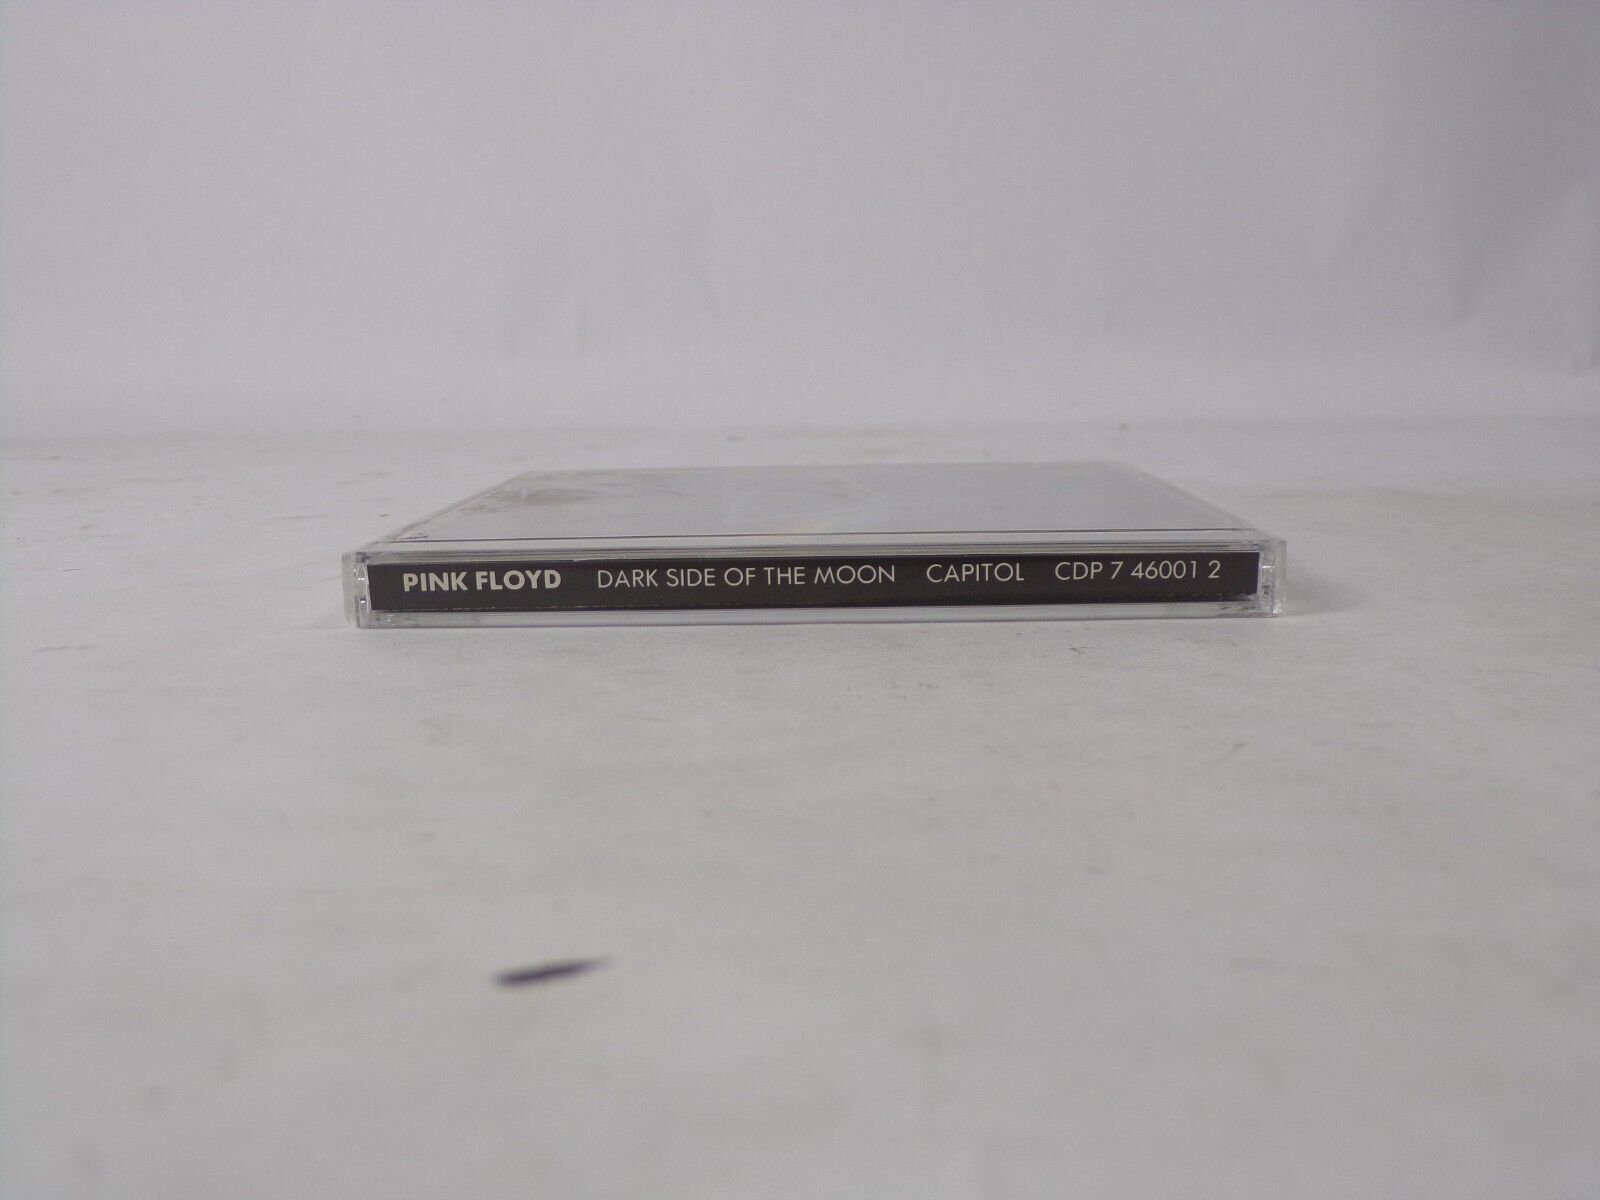 PINK FLOYD DARK SIDE OF THE MOON CAPITOL CDP 7 46001 2